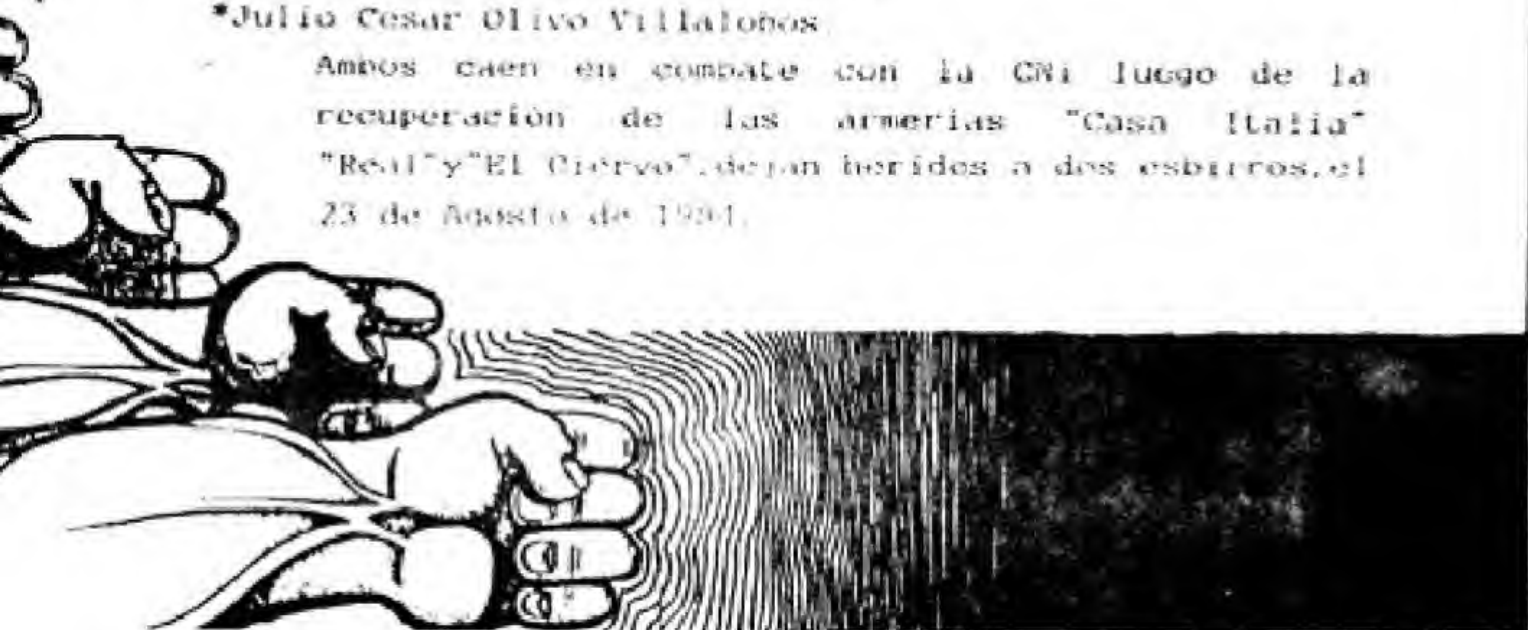 *Julio Cesar Olivo Villalobos
Ambos caen en combate con la CNi luego de la
recuperación de las armerias "Casa Italia"
"Real"y"El Ciervo",dejan heridos a dos esbirros,el
23 de Agosto de